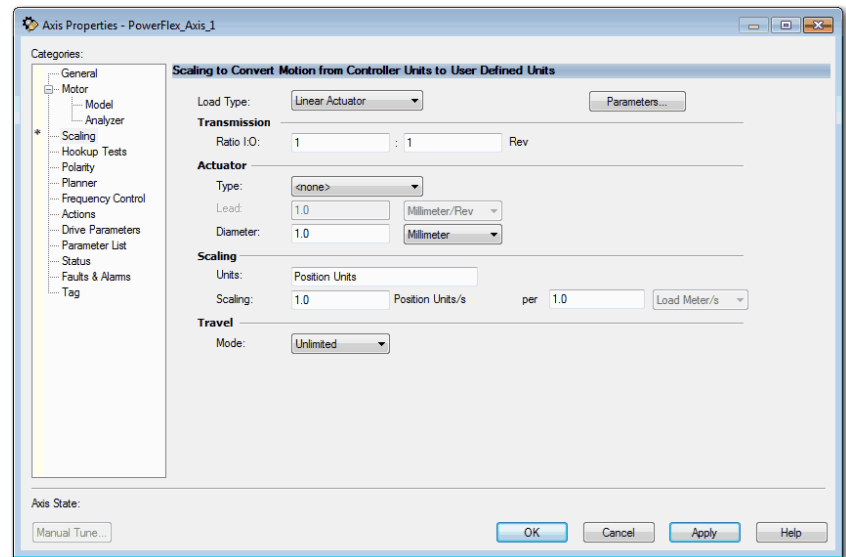 Axis Properties - PowerFlex_Axis_1
Categories:
General
Motor
Model
Analyzer
* Scaling
Hookup Tests
Polarity
Planner
Frequency Control
Actions
Drive Parameters
Parameter List
Status
Faults & Alarms
Tag
Scaling to Convert Motion from Controller Units to User Defined Units
Load Type: Linear Actuator Parameters...
Transmission
Ratio I:O: 1 : 1 Rev
Actuator
Type: <none>
Lead: 1.0 Millimeter/Rev
Diameter: 1.0 Millimeter
Scaling
Units: Position Units
Scaling: 1.0 Position Units/s per 1.0 Load Meter/s
Travel
Mode: Unlimited
Axis State:
Manual Tune... OK Cancel Apply Help